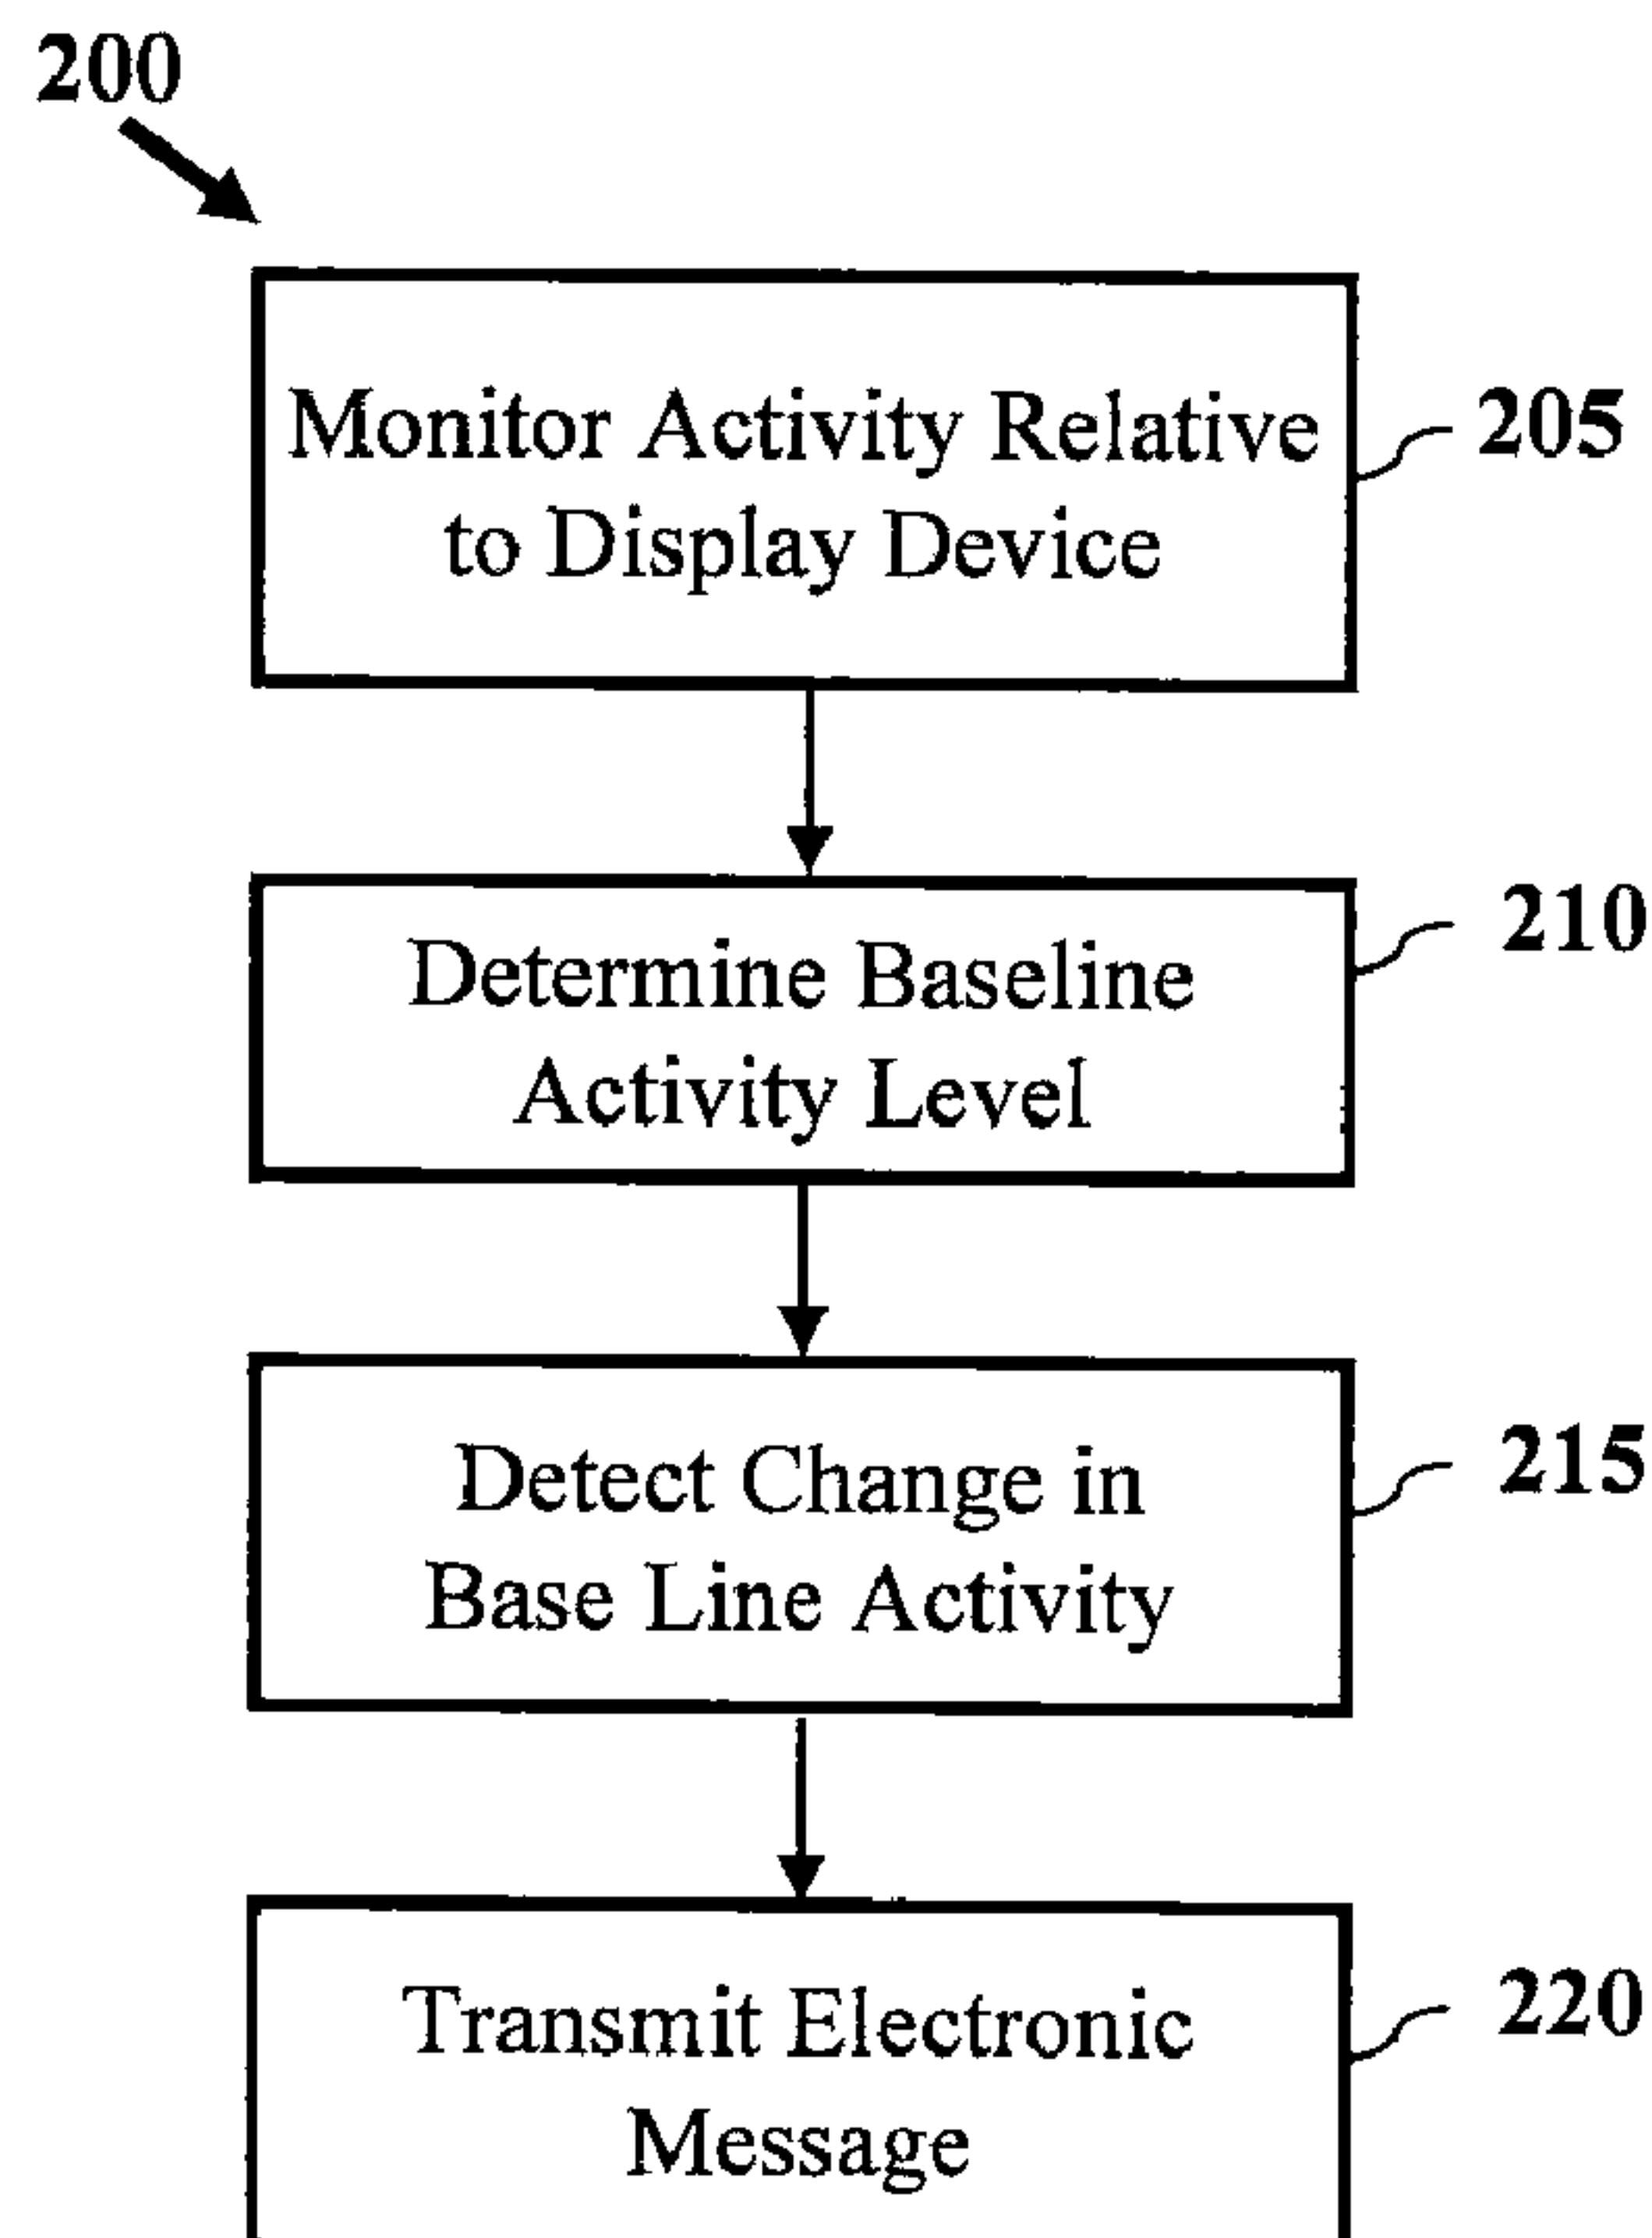 200
Monitor Activity Relative
to Display Device
205
Determine Baseline
Activity Level
210
Detect Change in
Base Line Activity
215
Transmit Electronic
Message
220